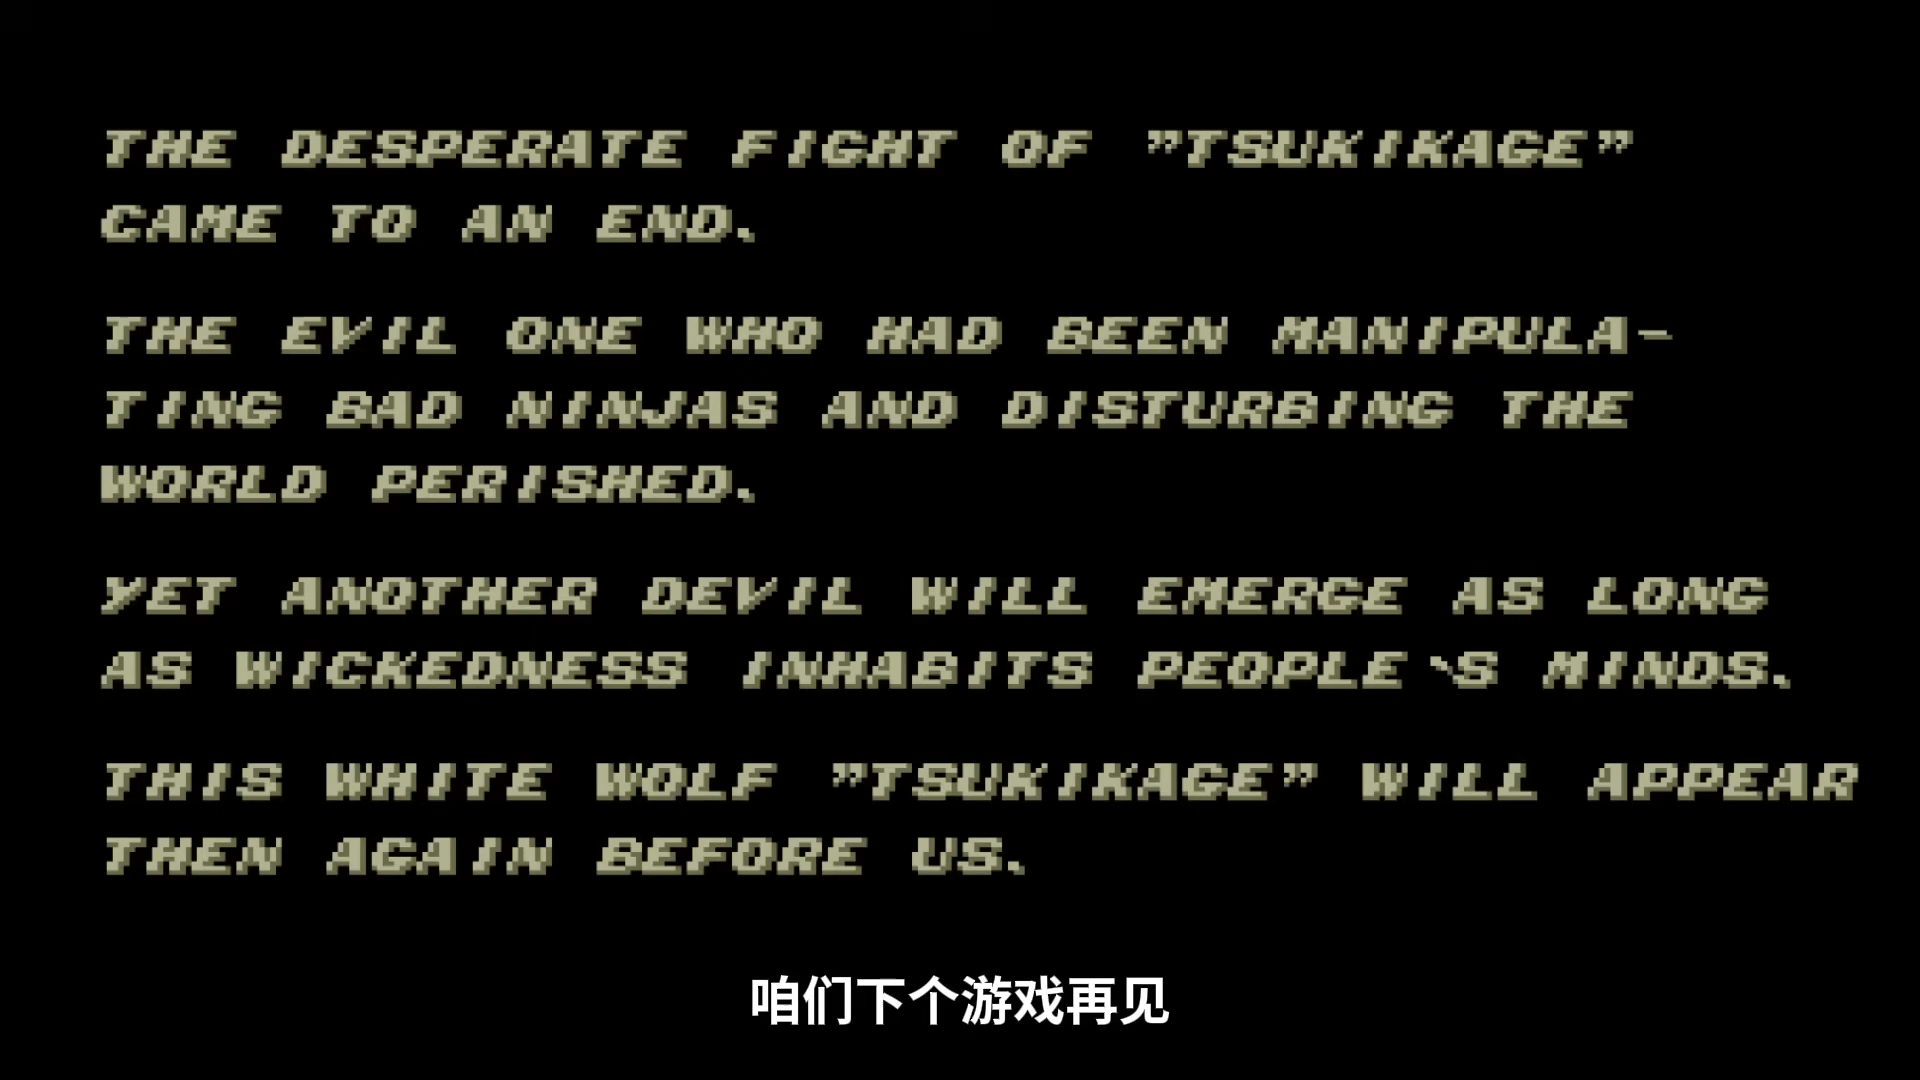 THE DESPERATE FIGHT OF ”TSUKIKAGE”
CAME TO AN END.
THE EVIL ONE WHO HAD BEEN MANIPULA-
TING BAD NINJAS AND DISTURBING THE
WORLD PERISHED.
YET ANOTHER DEVIL WILL EMERGE AS LONG
AS WICKEDNESS INHABITS PEOPLE`S MINDS.
THIS WHITE WOLF ”TSUKIKAGE” WILL APPEAR
THEN AGAIN BEFORE US.
咱们下个游戏再见